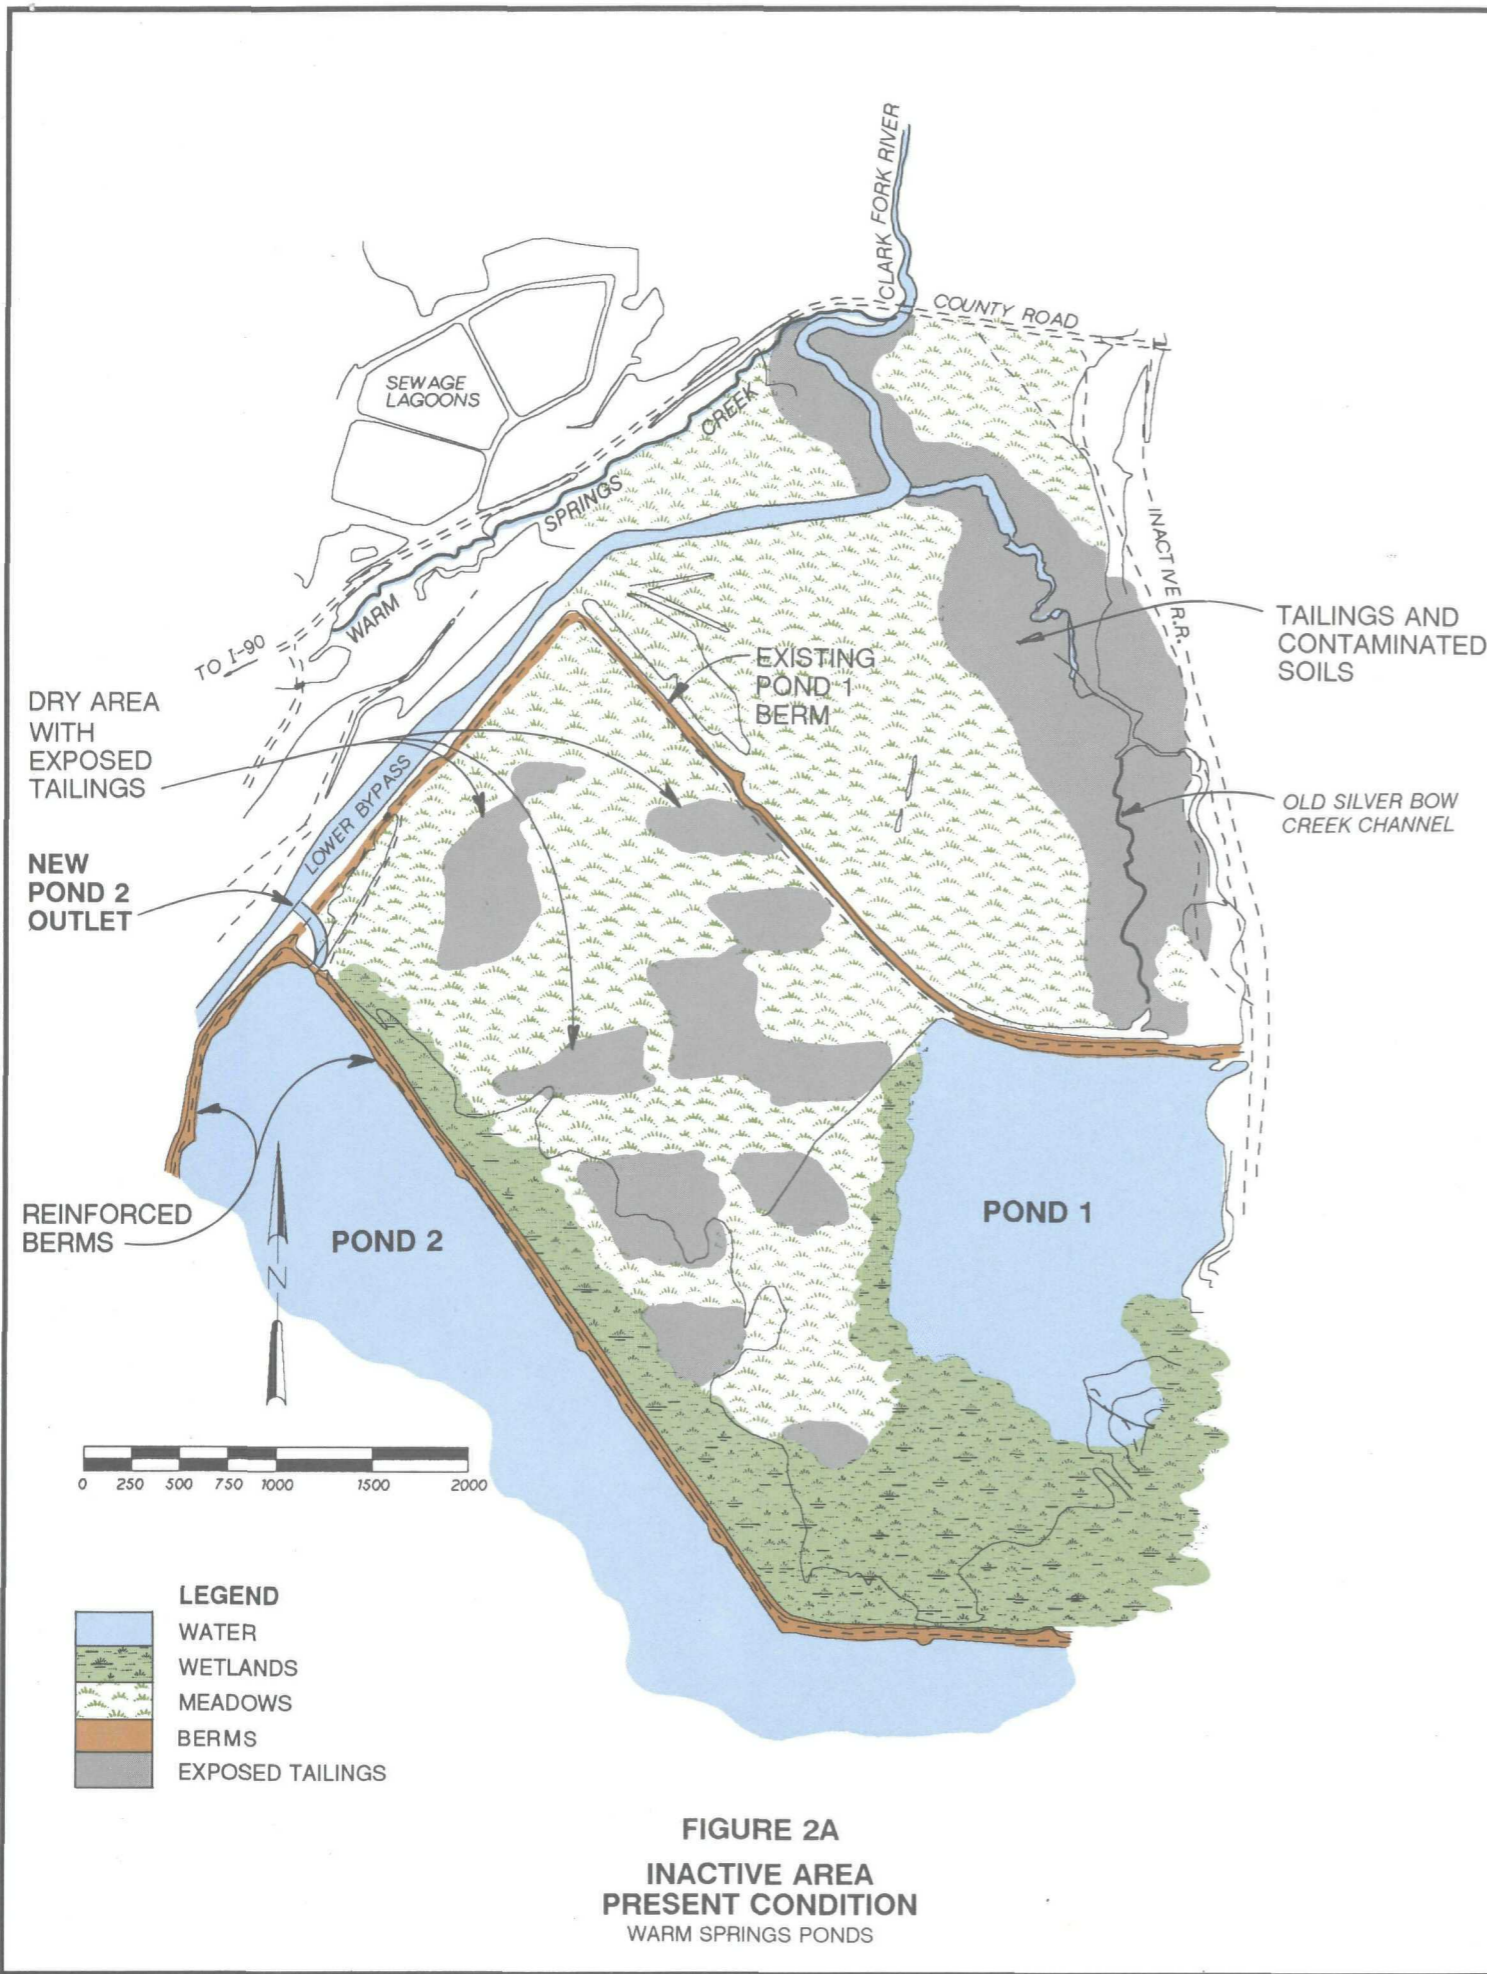 CLARK FORK RIVER
COUNTY ROAD
SEWAGE
LAGOONS
WARM SPRINGS CREEK
INACTIVE R.R.
TO I-90
TAILINGS AND
CONTAMINATED
SOILS
EXISTING
POND 1
BERM
DRY AREA
WITH
EXPOSED
TAILINGS
LOWER BYPASS
OLD SILVER BOW
CREEK CHANNEL
NEW
POND 2
OUTLET
REINFORCED
BERMS
POND 2
POND 1
N
0 250 500 750 1000 1500 2000
LEGEND
WATER
WETLANDS
MEADOWS
BERMS
EXPOSED TAILINGS
FIGURE 2A
INACTIVE AREA
PRESENT CONDITION
WARM SPRINGS PONDS